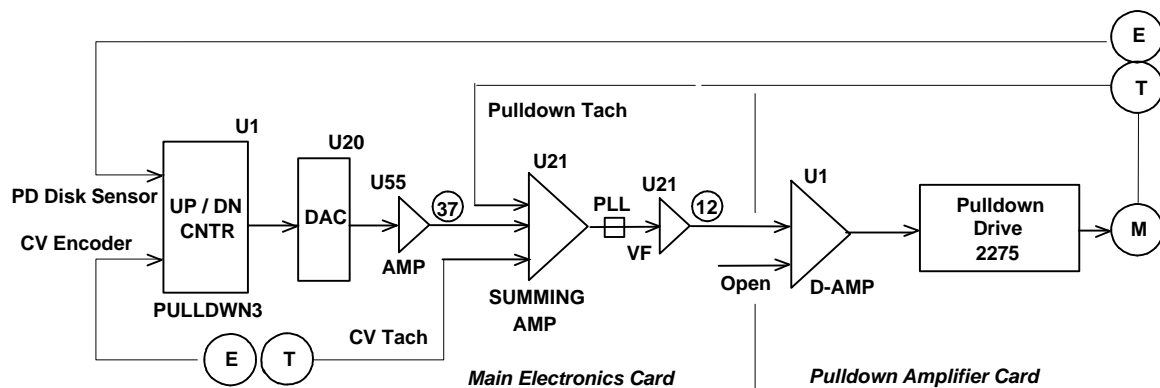 E
T
Pulldown Tach
U1
U20
U21
U55
37
U21
12
U1
PD Disk Sensor
UP / DN
CNTR
DAC
PLL
Pulldown
Drive
2275
M
CV Encoder
VF
AMP
Open
D-AMP
PULLDWN3
SUMMING
AMP
CV Tach
E
T
Main Electronics Card
Pulldown Amplifier Card